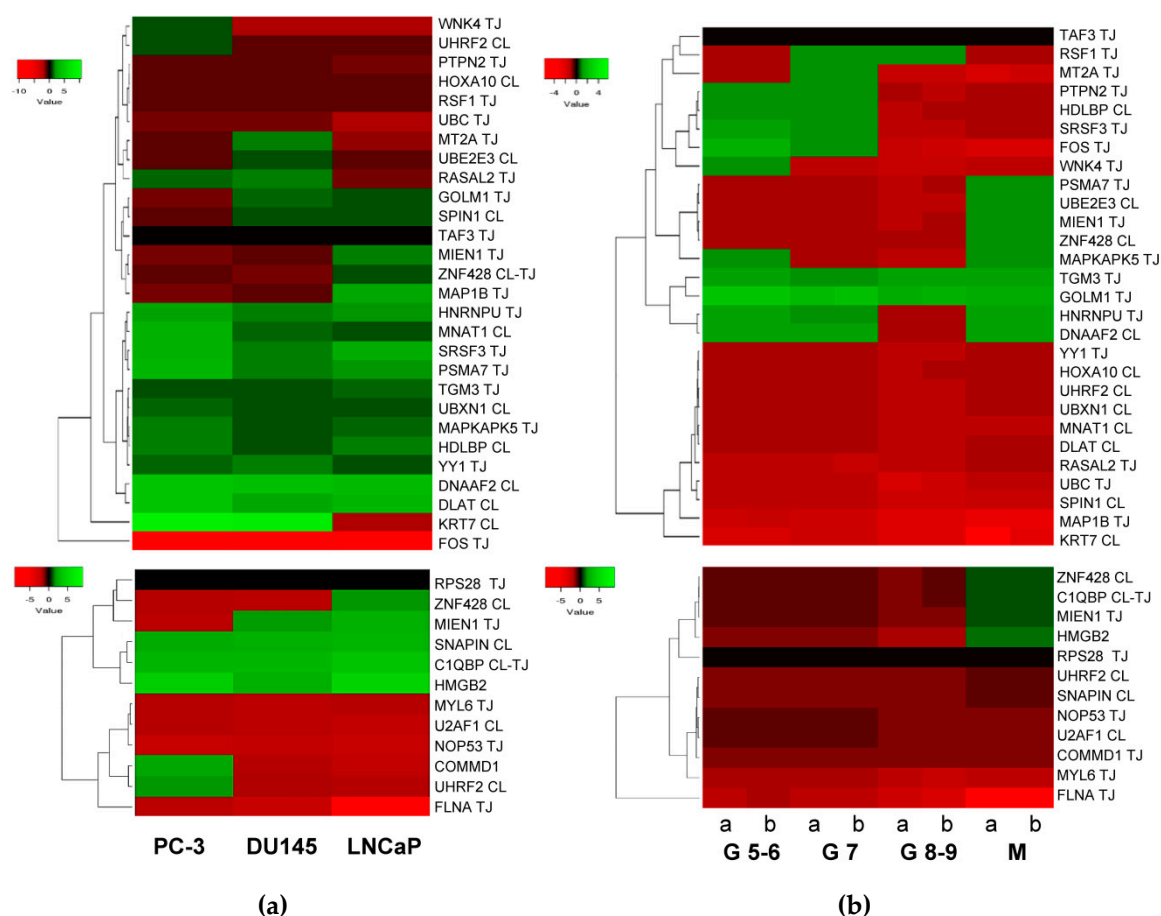 -10 0 5
Value
WNK4 TJ
UHRF2 CL
PTPN2 TJ
HOXA10 CL
RSF1 TJ
UBC TJ
MT2A TJ
UBE2E3 CL
RASAL2 TJ
GOLM1 TJ
SPIN1 CL
TAF3 TJ
MIEN1 TJ
ZNF428 CL-TJ
MAP1B TJ
HNRNPU TJ
MNAT1 CL
SRSF3 TJ
PSMA7 TJ
TGM3 TJ
UBXN1 CL
MAPKAPK5 TJ
HDLBP CL
YY1 TJ
DNAAF2 CL
DLAT CL
KRT7 CL
FOS TJ
-5 0 5
Value
RPS28 TJ
ZNF428 CL
MIEN1 TJ
SNAPIN CL
C1QBP CL-TJ
HMGB2
MYL6 TJ
U2AF1 CL
NOP53 TJ
COMMD1
UHRF2 CL
FLNA TJ
PC-3 DU145 LNCaP
(a)
-4 0 4
Value
TAF3 TJ
RSF1 TJ
MT2A TJ
PTPN2 TJ
HDLBP CL
SRSF3 TJ
FOS TJ
WNK4 TJ
PSMA7 TJ
UBE2E3 CL
MIEN1 TJ
ZNF428 CL
MAPKAPK5 TJ
TGM3 TJ
GOLM1 TJ
HNRNPU TJ
DNAAF2 CL
YY1 TJ
HOXA10 CL
UHRF2 CL
UBXN1 CL
MNAT1 CL
DLAT CL
RASAL2 TJ
UBC TJ
SPIN1 CL
MAP1B TJ
KRT7 CL
-5 0 5
Value
ZNF428 CL
C1QBP CL-TJ
MIEN1 TJ
HMGB2
RPS28 TJ
UHRF2 CL
SNAPIN CL
NOP53 TJ
U2AF1 CL
COMMD1 TJ
MYL6 TJ
FLNA TJ
a b a b a b a b
G 5-6 G 7 G 8-9 M
(b)